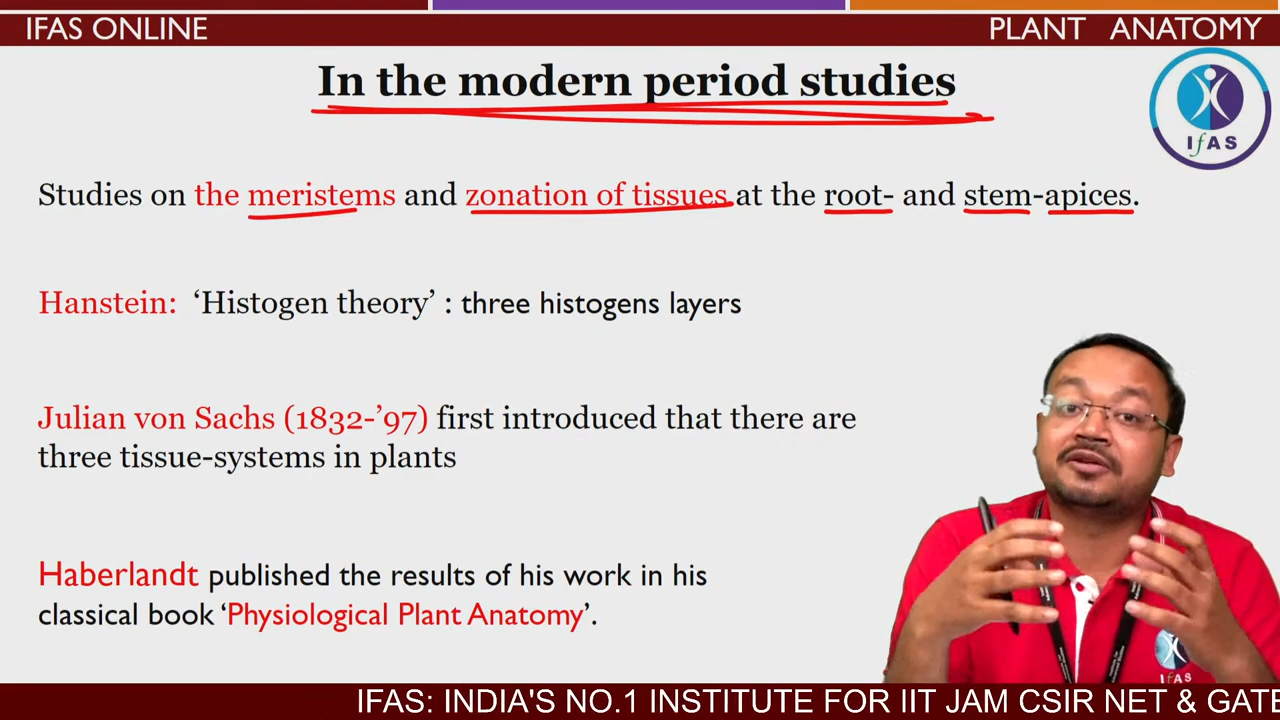 IFAS ONLINE
PLANT ANATOMY
In the modern period studies
IfAS
Studies on the meristems and zonation of tissues at the root- and stem-apices.
Hanstein: ‘Histogen theory’ : three histogens layers
Julian von Sachs (1832-’97) first introduced that there are
three tissue-systems in plants
Haberlandt published the results of his work in his
classical book ‘Physiological Plant Anatomy’.
IFAS
IFAS: INDIA'S NO.1 INSTITUTE FOR IIT JAM CSIR NET & GATE